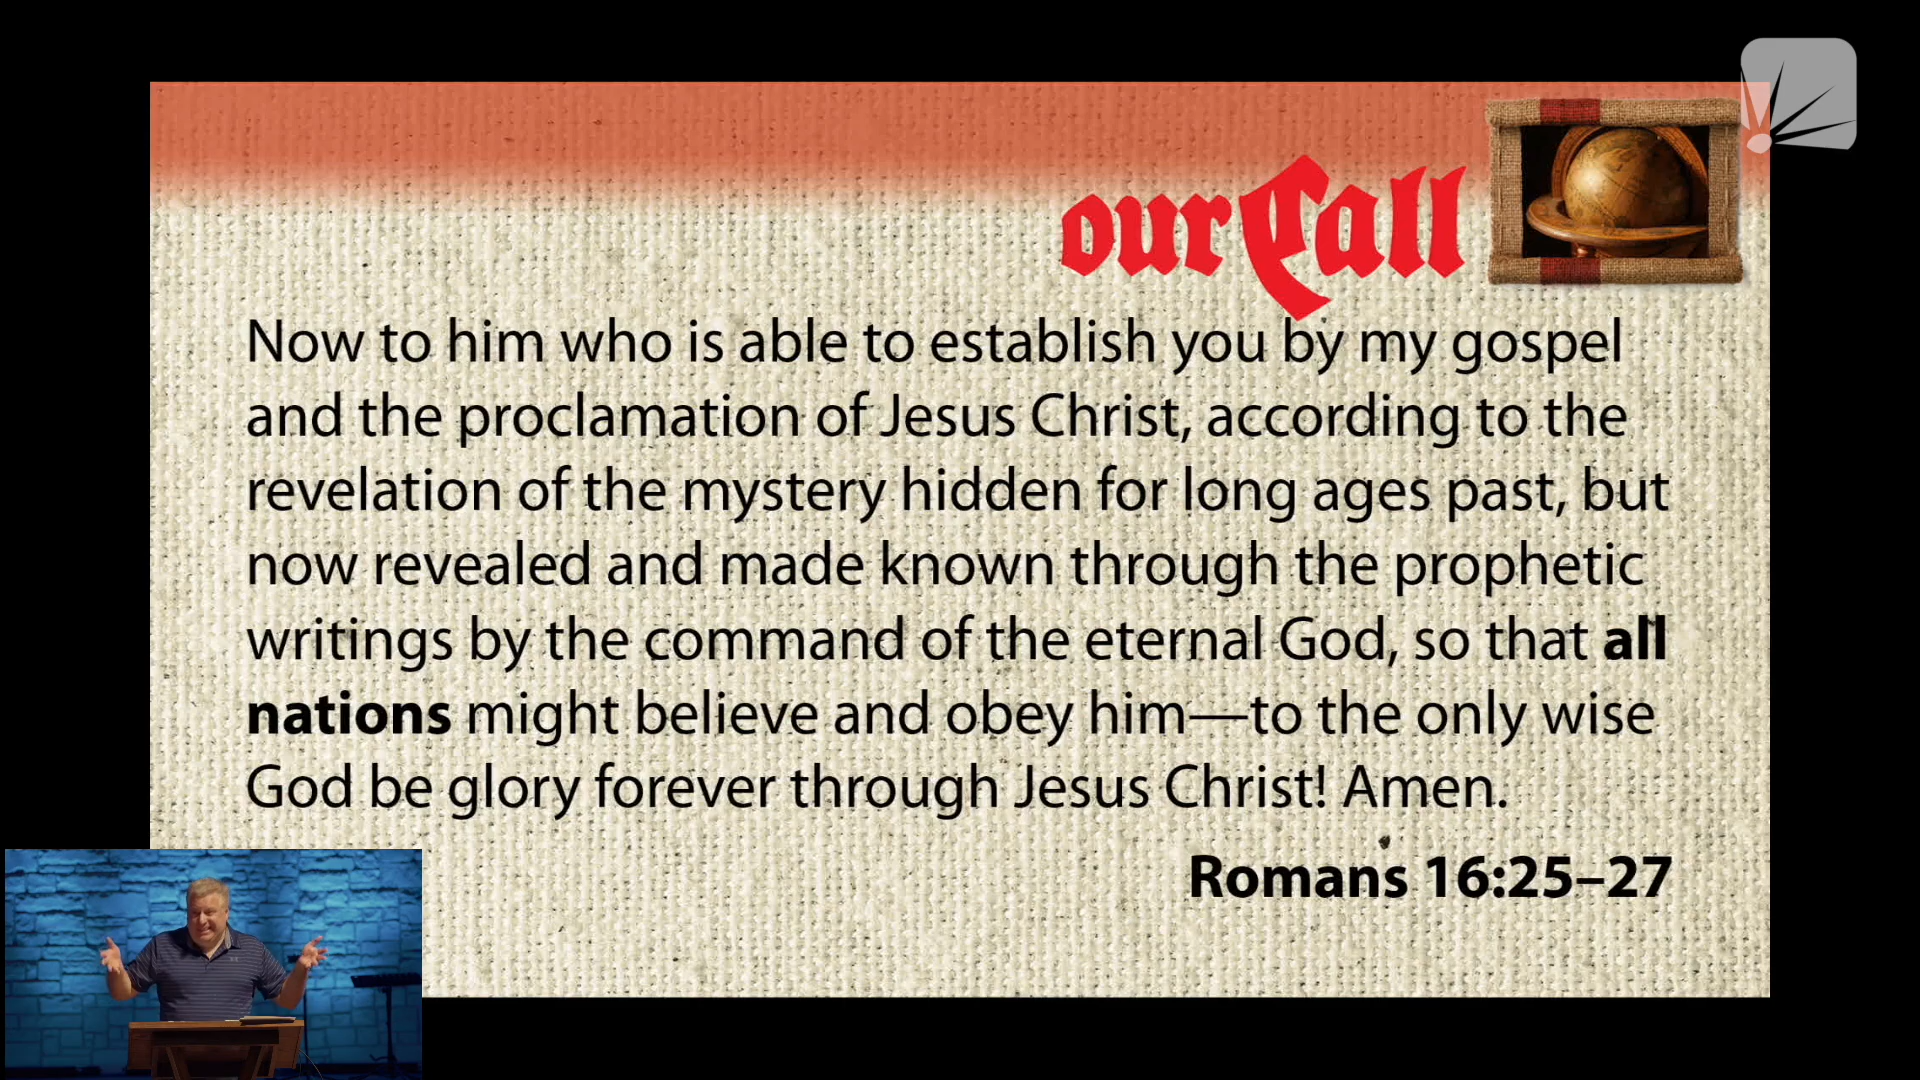 ourCall
Now to him who is able to establish you by my gospel
and the proclamation of Jesus Christ, according to the
revelation of the mystery hidden for long ages past, but
now revealed and made known through the prophetic
writings by the command of the eternal God, so that all
nations might believe and obey him—to the only wise
God be glory forever through Jesus Christ! Amen.
Romans 16:25–27